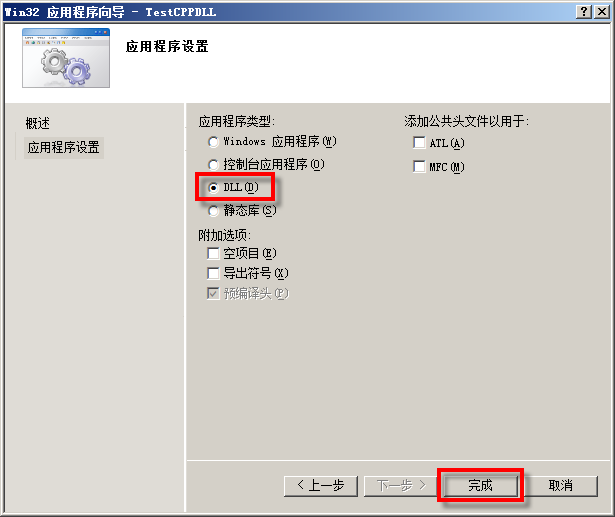 Win32 应用程序向导 - TestCPPDLL
应用程序设置
概述
应用程序设置
应用程序类型:
Windows 应用程序(W)
控制台应用程序(O)
DLL(D)
静态库(S)
附加选项:
空项目(E)
导出符号(X)
预编译头(P)
添加公共头文件以用于:
ATL(A)
MFC(M)
< 上一步
下一步 >
完成
取消